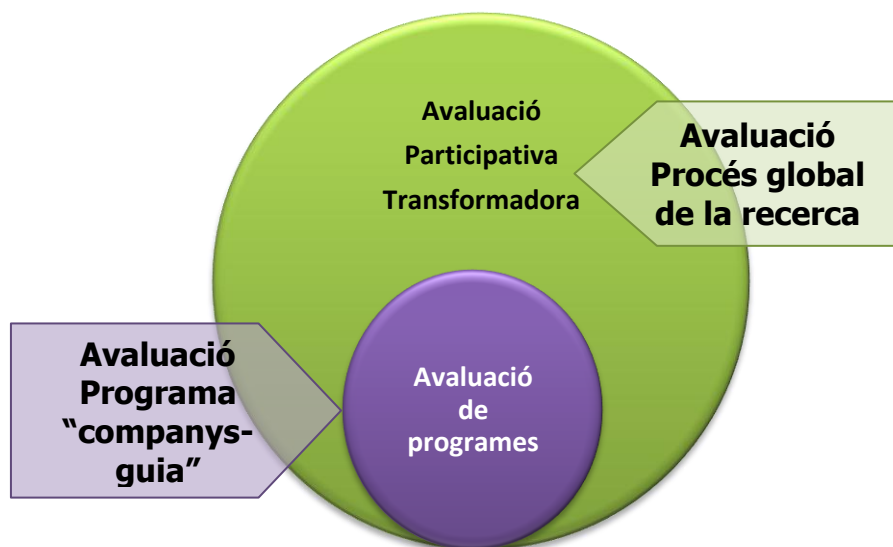 Avaluació
Participativa
Transformadora
Avaluació
Procés global
de la recerca
Avaluació
Programa
“companys-
guia”
Avaluació
de
programes